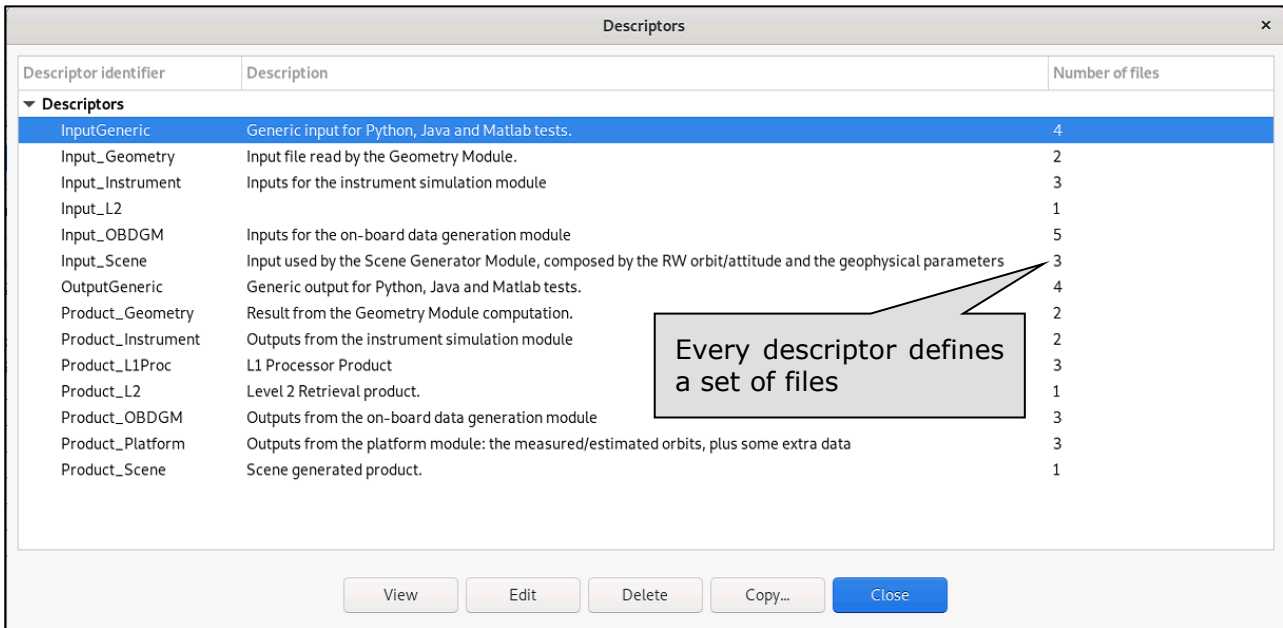 Descriptors ×
Descriptor identifier Description Number of files
Descriptors
InputGeneric Generic input for Python, Java and Matlab tests. 4
Input_Geometry Input file read by the Geometry Module. 2
Input_Instrument Inputs for the instrument simulation module 3
Input_L2 1
Input_OBDGM Inputs for the on-board data generation module 5
Input_Scene Input used by the Scene Generator Module, composed by the RW orbit/attitude and the geophysical parameters 3
OutputGeneric Generic output for Python, Java and Matlab tests. 4
Product_Geometry Result from the Geometry Module computation. 2
Product_Instrument Outputs from the instrument simulation module 2
Product_L1Proc L1 Processor Product 3
Product_L2 Level 2 Retrieval product. 1
Product_OBDGM Outputs from the on-board data generation module 3
Product_Platform Outputs from the platform module: the measured/estimated orbits, plus some extra data 3
Product_Scene Scene generated product. 1
Every descriptor defines
a set of files
View Edit Delete Copy... Close